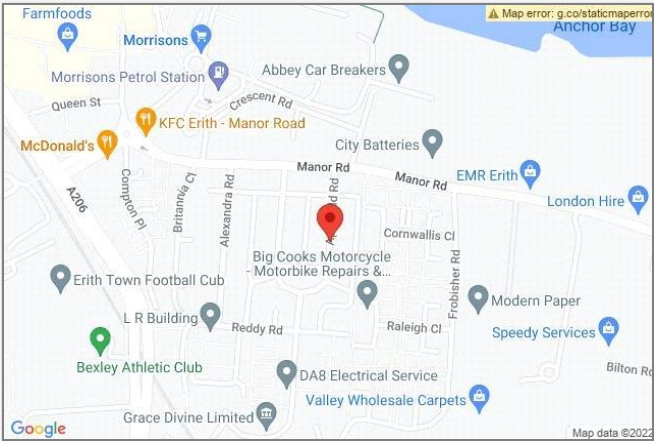 Farmfoods
Map error: g.co/staticmaperror
Anchor Bay
Morrisons
Morrisons Petrol Station
Abbey Car Breakers
Queen St
Crescent Rd
KFC Erith - Manor Road
McDonald's
City Batteries
Manor Rd
Manor Rd
EMR Erith
London Hire
A206
Compton Pl
Britannia Cl
Alexandra Rd
Cornwallis Cl
Big Cooks Motorcycle
- Motorbike Repairs &...
Frobisher Rd
Erith Town Football Cub
L R Building
Reddy Rd
Raleigh Cl
Modern Paper
Speedy Services
Bexley Athletic Club
DA8 Electrical Service
Bilton Rd
Valley Wholesale Carpets
Grace Divine Limited
Google
Map data ©2022